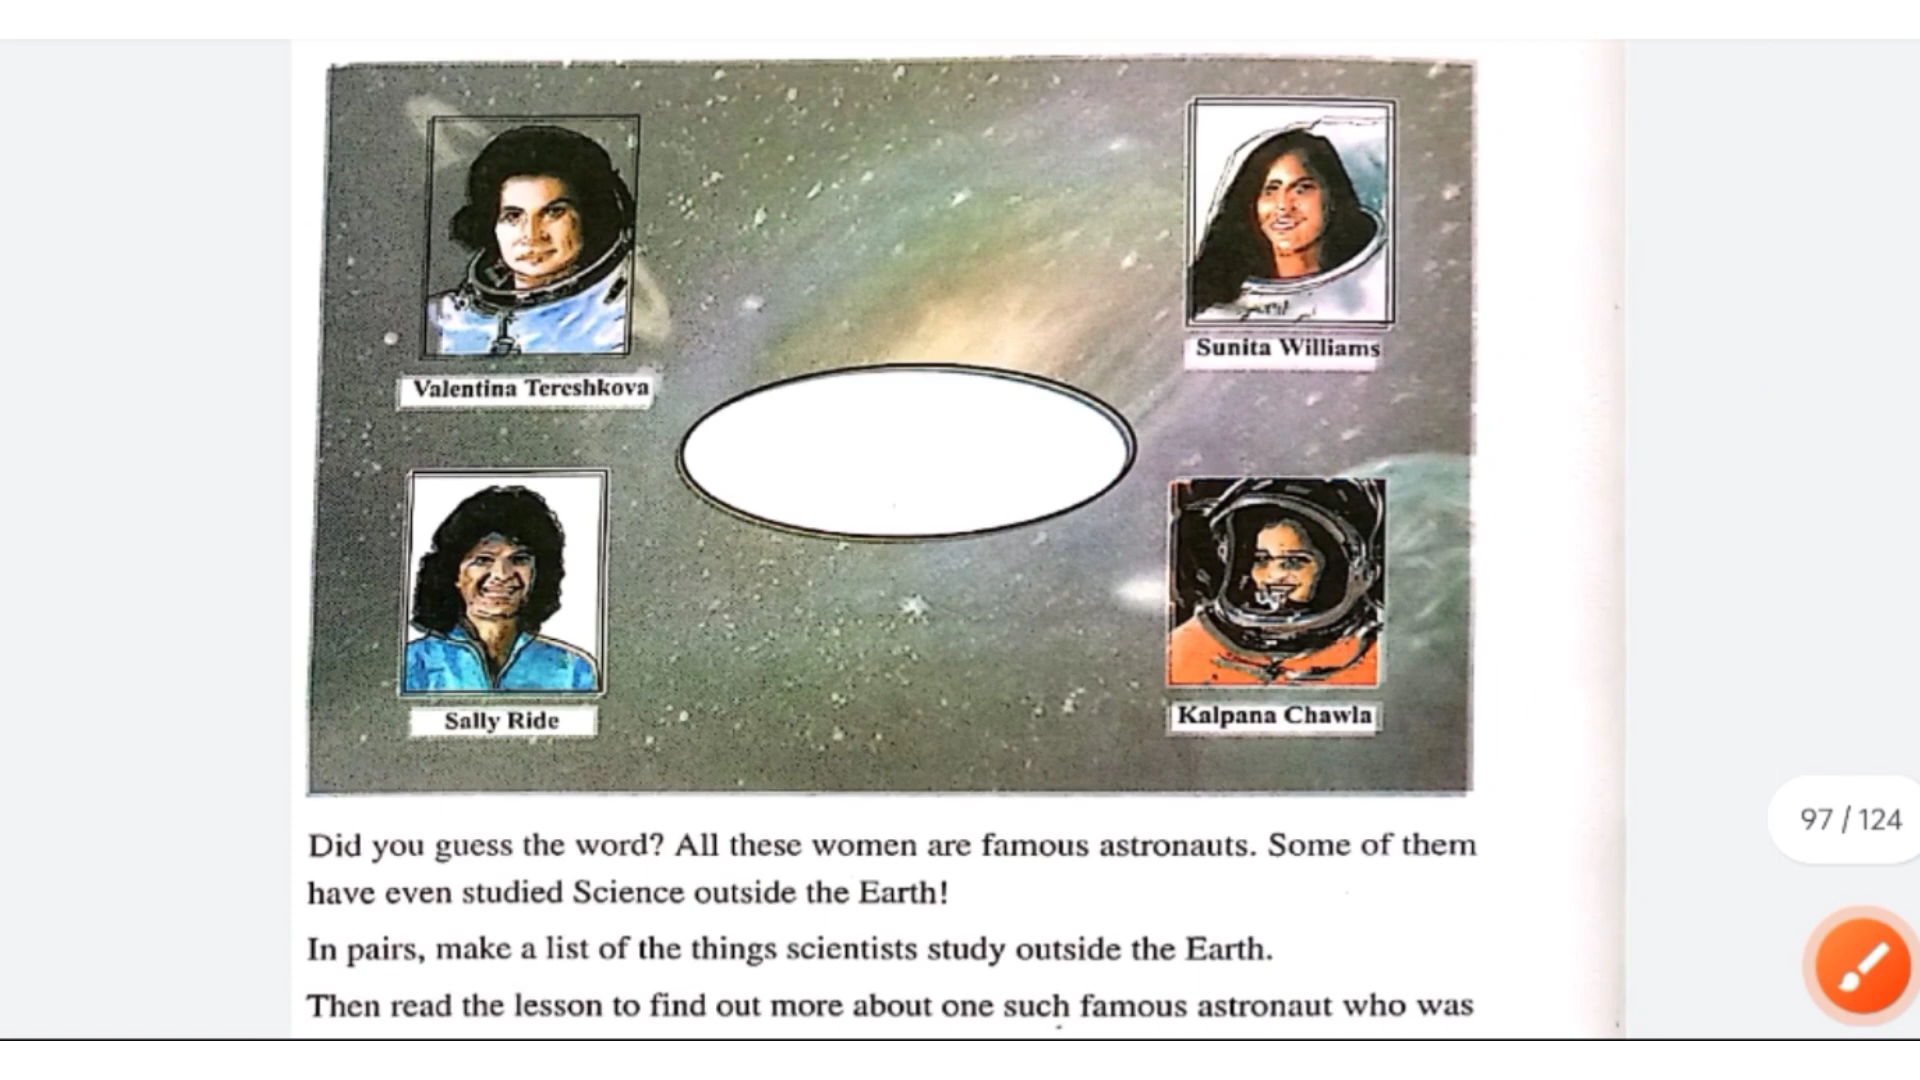 Valentina Tereshkova
Sunita Williams
Sally Ride
Kalpana Chawla
Did you guess the word? All these women are famous astronauts. Some of them
have even studied Science outside the Earth!
In pairs, make a list of the things scientists study outside the Earth.
Then read the lesson to find out more about one such famous astronaut who was
97 / 124